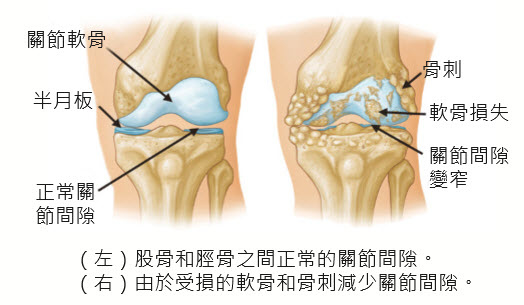 關節軟骨
半月板
正常關
節間隙
骨刺
軟骨損失
關節間隙
變窄
（左）股骨和脛骨之間正常的關節間隙。
（右）由於受損的軟骨和骨刺減少關節間隙。